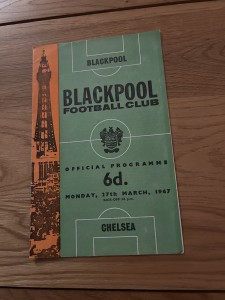 BLACKPOOL
BLACKPOOL
FOOTBALL CLUB
OFFICIAL PROGRAMME
6d.
MONDAY, 27th MARCH, 1967
CHELSEA